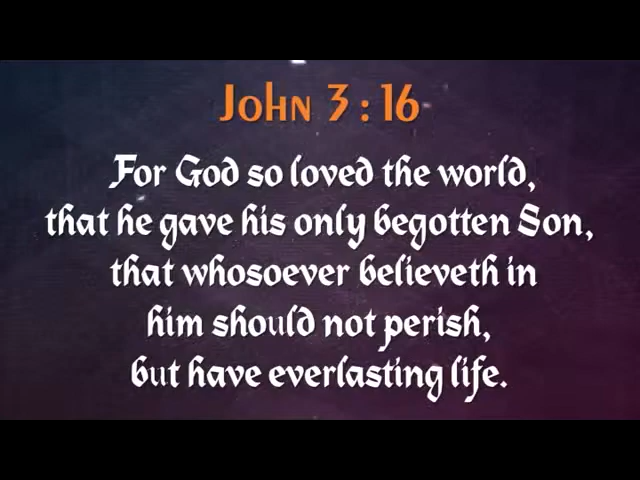 John 3 : 16
For God so loved the world,
that he gave his only begotten Son,
that whosoever believeth in
him should not perish,
but have everlasting life.